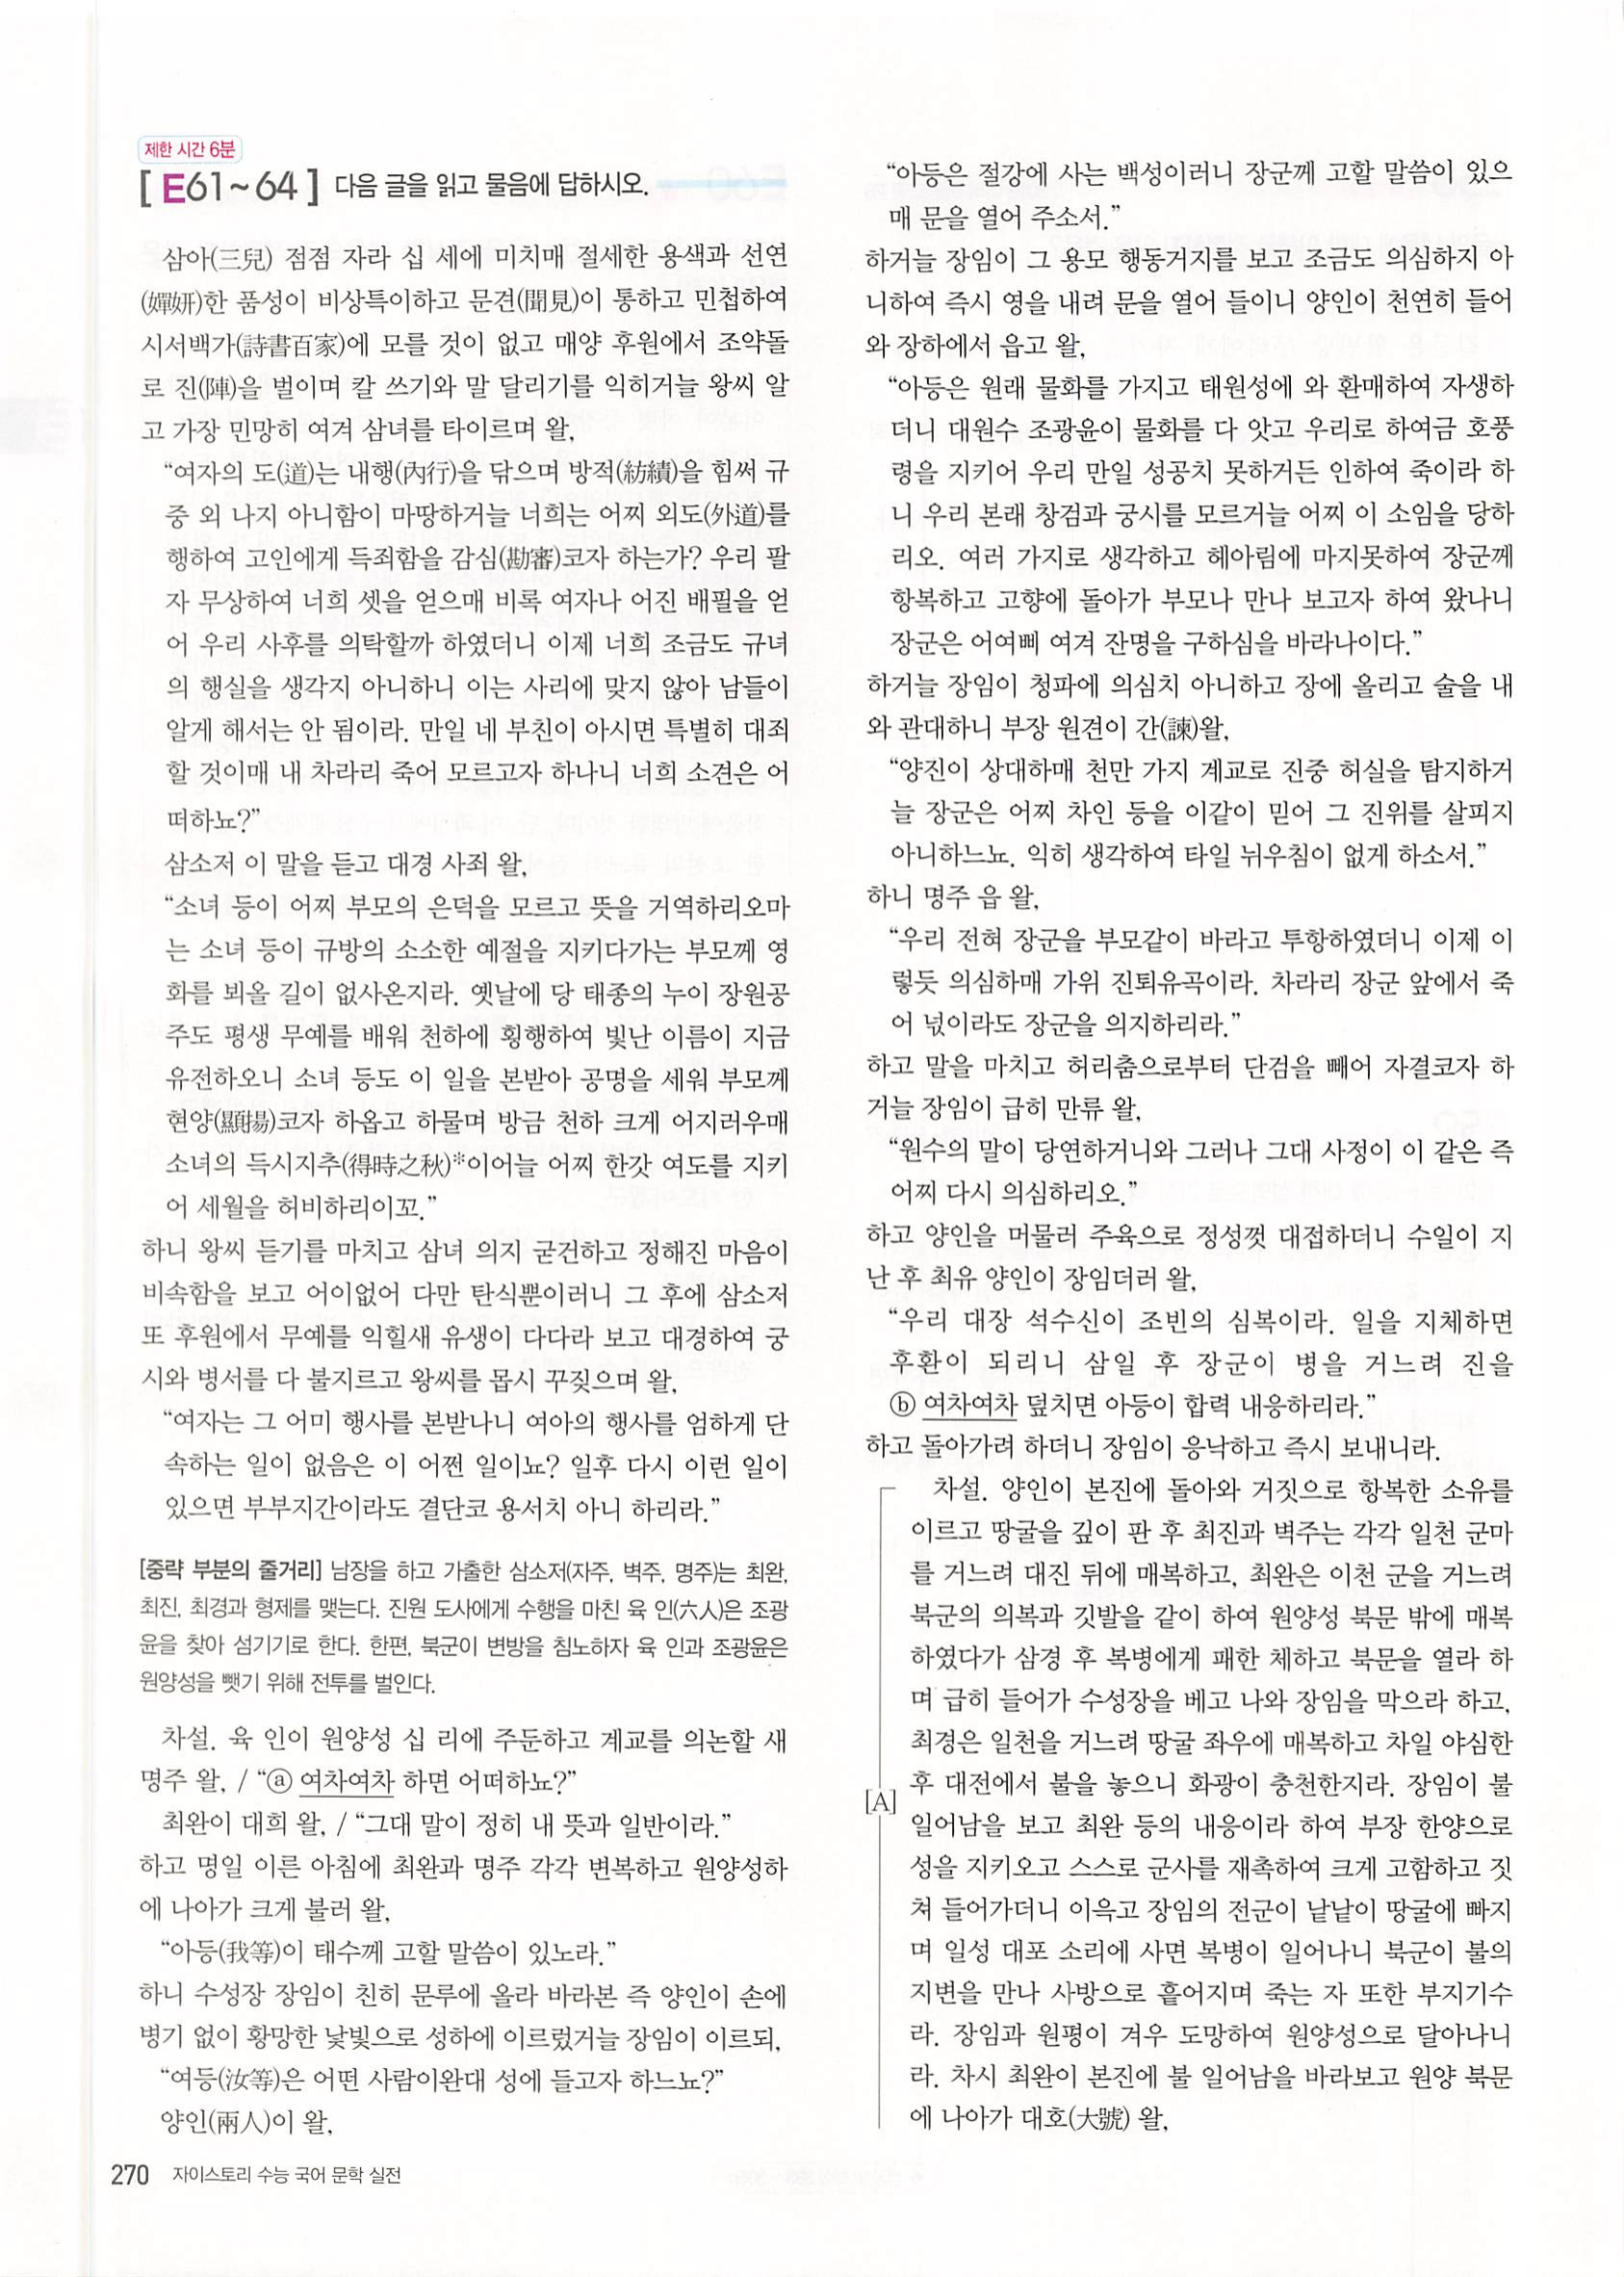 제한 시간 6분
[E61~64] 다음 글을 읽고 물음에 답하시오.
삼아(三兒) 점점 자라 십 세에 미치매 절세한 용색과 선연
(嬋姸)한 품성이 비상특이하고 문견(聞見)이 통하고 민첩하여
시서백가(詩書百家)에 모를 것이 없고 매양 후원에서 조약돌
로 진(陣)을 벌이며 칼 쓰기와 말 달리기를 익히거늘 왕씨 알
고 가장 민망히 여겨 삼녀를 타이르며 왈,
“여자의 도(道)는 내행(內行)을 닦으며 방적(紡績)을 힘써 규
중 외 나지 아니함이 마땅하거늘 너희는 어찌 외도(外道)를
행하여 고인에게 득죄함을 감심(勘審)코자 하는가? 우리 팔
자 무상하여 너희 셋을 얻으매 비록 여자나 어진 배필을 얻
어 우리 사후를 의탁할까 하였더니 이제 너희 조금도 규녀
의 행실을 생각지 아니하니 이는 사리에 맞지 않아 남들이
알게 해서는 안 됨이라. 만일 네 부친이 아시면 특별히 대죄
할 것이매 내 차라리 죽어 모르고자 하나니 너희 소견은 어
떠하뇨?”
삼소저 이 말을 듣고 대경 사죄 왈,
“소녀 등이 어찌 부모의 은덕을 모르고 뜻을 거역하리오마
는 소녀 등이 규방의 소소한 예절을 지키다가는 부모께 영
화를 뵈올 길이 없사온지라. 옛날에 당 태종의 누이 장원공
주도 평생 무예를 배워 천하에 횡행하여 빛난 이름이 지금
유전하오니 소녀 등도 이 일을 본받아 공명을 세워 부모께
현양(顯揚)코자 하옵고 하물며 방금 천하 크게 어지러우매
소녀의 득시지추(得時之秋)*이어늘 어찌 한갓 여도를 지키
어 세월을 허비하리이꼬.”
하니 왕씨 듣기를 마치고 삼녀 의지 굳건하고 정해진 마음이
비속함을 보고 어이없어 다만 탄식뿐이러니 그 후에 삼소저
또 후원에서 무예를 익힐새 유생이 다다라 보고 대경하여 궁
시와 병서를 다 불지르고 왕씨를 몹시 꾸짖으며 왈,
“여자는 그 어미 행사를 본받나니 여아의 행사를 엄하게 단
속하는 일이 없음은 이 어쩐 일이뇨? 일후 다시 이런 일이
있으면 부부지간이라도 결단코 용서치 아니 하리라.”
[중략 부분의 줄거리] 남장을 하고 가출한 삼소저(자주, 벽주, 명주)는 최완,
최진, 최경과 형제를 맺는다. 진원 도사에게 수행을 마친 육 인(六人)은 조광
윤을 찾아 섬기기로 한다. 한편, 북군이 변방을 침노하자 육 인과 조광윤은
원양성을 뺏기 위해 전투를 벌인다.
차설. 육 인이 원양성 십 리에 주둔하고 계교를 의논할 새
명주 왈, / “ⓐ 여차여차 하면 어떠하뇨?”
최완이 대희 왈, / “그대 말이 정히 내 뜻과 일반이라.”
하고 명일 이른 아침에 최완과 명주 각각 변복하고 원양성하
에 나아가 크게 불러 왈,
“아등(我等)이 태수께 고할 말씀이 있노라.”
하니 수성장 장임이 친히 문루에 올라 바라본 즉 양인이 손에
병기 없이 황망한 낯빛으로 성하에 이르렀거늘 장임이 이르되,
“여등(汝等)은 어떤 사람이완대 성에 들고자 하느뇨?”
양인(兩人)이 왈,
“아등은 절강에 사는 백성이러니 장군께 고할 말씀이 있으
매 문을 열어 주소서.”
하거늘 장임이 그 용모 행동거지를 보고 조금도 의심하지 아
니하여 즉시 영을 내려 문을 열어 들이니 양인이 천연히 들어
와 장하에서 읍고 왈,
“아등은 원래 물화를 가지고 태원성에 와 환매하여 자생하
더니 대원수 조광윤이 물화를 다 앗고 우리로 하여금 호풍
령을 지키어 우리 만일 성공치 못하거든 인하여 죽이라 하
니 우리 본래 창검과 궁시를 모르거늘 어찌 이 소임을 당하
리오. 여러 가지로 생각하고 헤아림에 마지못하여 장군께
항복하고 고향에 돌아가 부모나 만나 보고자 하여 왔나니
장군은 어여삐 여겨 잔명을 구하심을 바라나이다.”
하거늘 장임이 청파에 의심치 아니하고 장에 올리고 술을 내
와 관대하니 부장 원견이 간(諫)왈,
“양진이 상대하매 천만 가지 계교로 진중 허실을 탐지하거
늘 장군은 어찌 차인 등을 이같이 믿어 그 진위를 살피지
아니하느뇨. 익히 생각하여 타일 뉘우침이 없게 하소서.”
하니 명주 읍 왈,
“우리 전혀 장군을 부모같이 바라고 투항하였더니 이제 이
렇듯 의심하매 가위 진퇴유곡이라. 차라리 장군 앞에서 죽
어 넋이라도 장군을 의지하리라.”
하고 말을 마치고 허리춤으로부터 단검을 빼어 자결코자 하
거늘 장임이 급히 만류 왈,
“원수의 말이 당연하거니와 그러나 그대 사정이 이 같은 즉
어찌 다시 의심하리오.”
하고 양인을 머물러 주육으로 정성껏 대접하더니 수일이 지
난 후 최유 양인이 장임더러 왈,
“우리 대장 석수신이 조빈의 심복이라. 일을 지체하면
후환이 되리니 삼일 후 장군이 병을 거느려 진을
ⓑ 여차여차 덮치면 아등이 합력 내응하리라.”
하고 돌아가려 하더니 장임이 응낙하고 즉시 보내니라.
차설. 양인이 본진에 돌아와 거짓으로 항복한 소유를
이르고 땅굴을 깊이 판 후 최진과 벽주는 각각 일천 군마
를 거느려 대진 뒤에 매복하고, 최완은 이천 군을 거느려
북군의 의복과 깃발을 같이 하여 원양성 북문 밖에 매복
하였다가 삼경 후 복병에게 패한 체하고 북문을 열라 하
며 급히 들어가 수성장을 베고 나와 장임을 막으라 하고,
최경은 일천을 거느려 땅굴 좌우에 매복하고 차일 야심한
후 대전에서 불을 놓으니 화광이 충천한지라. 장임이 불
[A]
일어남을 보고 최완 등의 내응이라 하여 부장 한양으로
성을 지키오고 스스로 군사를 재촉하여 크게 고함하고 짓
쳐 들어가더니 이윽고 장임의 전군이 낱낱이 땅굴에 빠지
며 일성 대포 소리에 사면 복병이 일어나니 북군이 불의
지변을 만나 사방으로 흩어지며 죽는 자 또한 부지기수
라. 장임과 원평이 겨우 도망하여 원양성으로 달아나니
라. 차시 최완이 본진에 불 일어남을 바라보고 원양 북문
에 나아가 대호(大號) 왈,
270 자이스토리 수능 국어 문학 실전